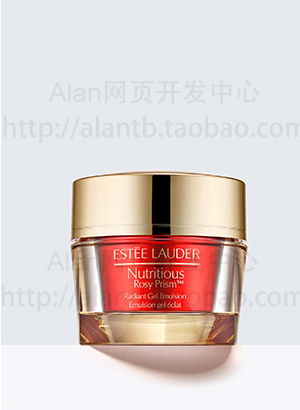 Alan网页开发中心
http://alantb.taobao.com
ESTĒE LAUDER
Nutritious
Rosy Prism™
Radiant Gel Emulsion
Emulsion gel éclat
Alan网页开发中心
http://alantb.taobao.com